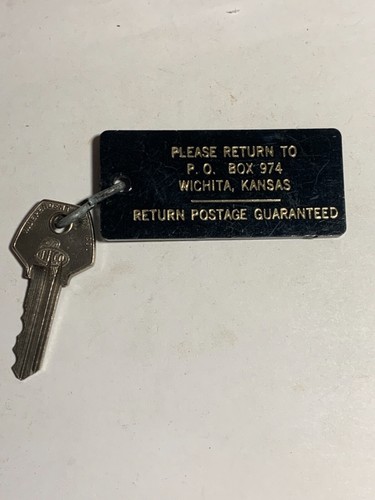 PLEASE RETURN TO
P. O. BOX 974
WICHITA, KANSAS
RETURN POSTAGE GUARANTEED